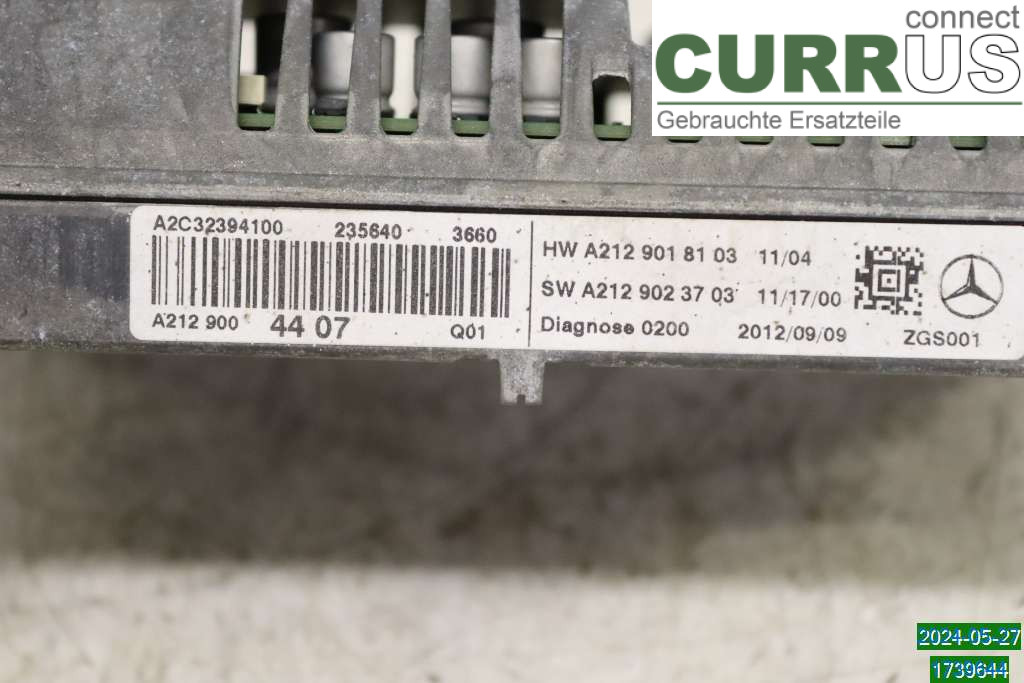 connect
CURRUS
Gebrauchte Ersatzteile
A2C32394100 235640 3660
A212 900 44 07 Q01
HW A212 901 81 03 11/04
SW A212 902 37 03 11/17/00
Diagnose 0200 2012/09/09
ZGS001
2024-05-27
1739644